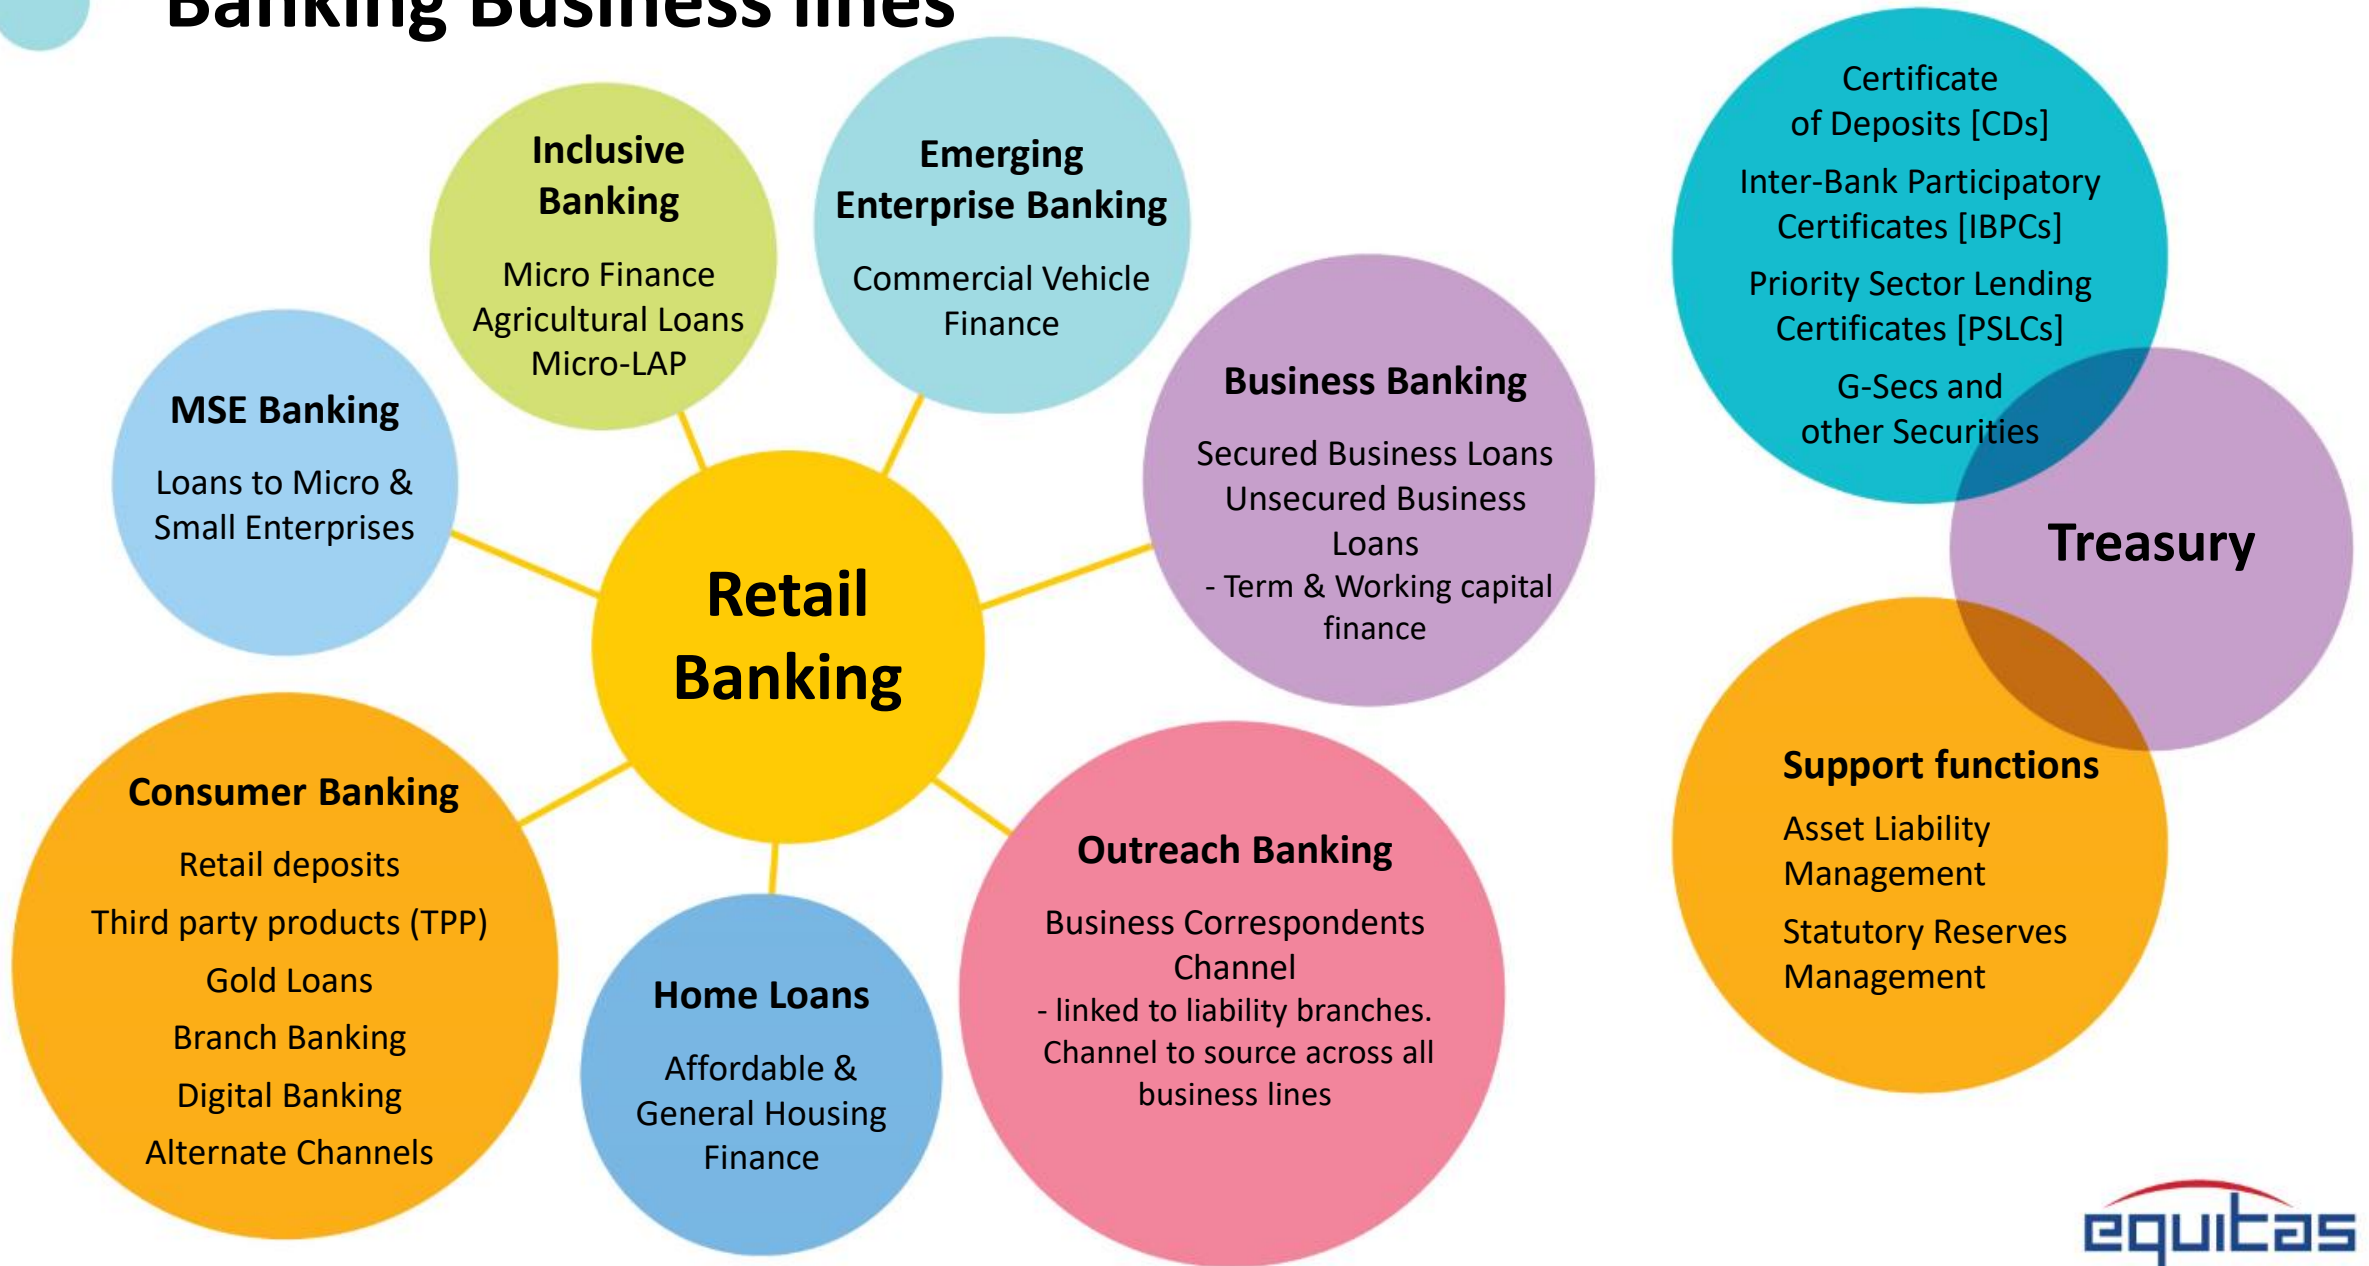 Banking Business lines
Inclusive
Banking
Micro Finance
Agricultural Loans
Micro-LAP
Emerging
Enterprise Banking
Commercial Vehicle
Finance
MSE Banking
Loans to Micro &
Small Enterprises
Business Banking
Secured Business Loans
Unsecured Business
Loans
- Term & Working capital
finance
Retail
Banking
Consumer Banking
Retail deposits
Third party products (TPP)
Gold Loans
Branch Banking
Digital Banking
Alternate Channels
Home Loans
Affordable &
General Housing
Finance
Outreach Banking
Business Correspondents
Channel
- linked to liability branches.
Channel to source across all
business lines
Certificate
of Deposits [CDs]
Inter-Bank Participatory
Certificates [IBPCs]
Priority Sector Lending
Certificates [PSLCs]
G-Secs and
other Securities
Treasury
Support functions
Asset Liability
Management
Statutory Reserves
Management
equitas